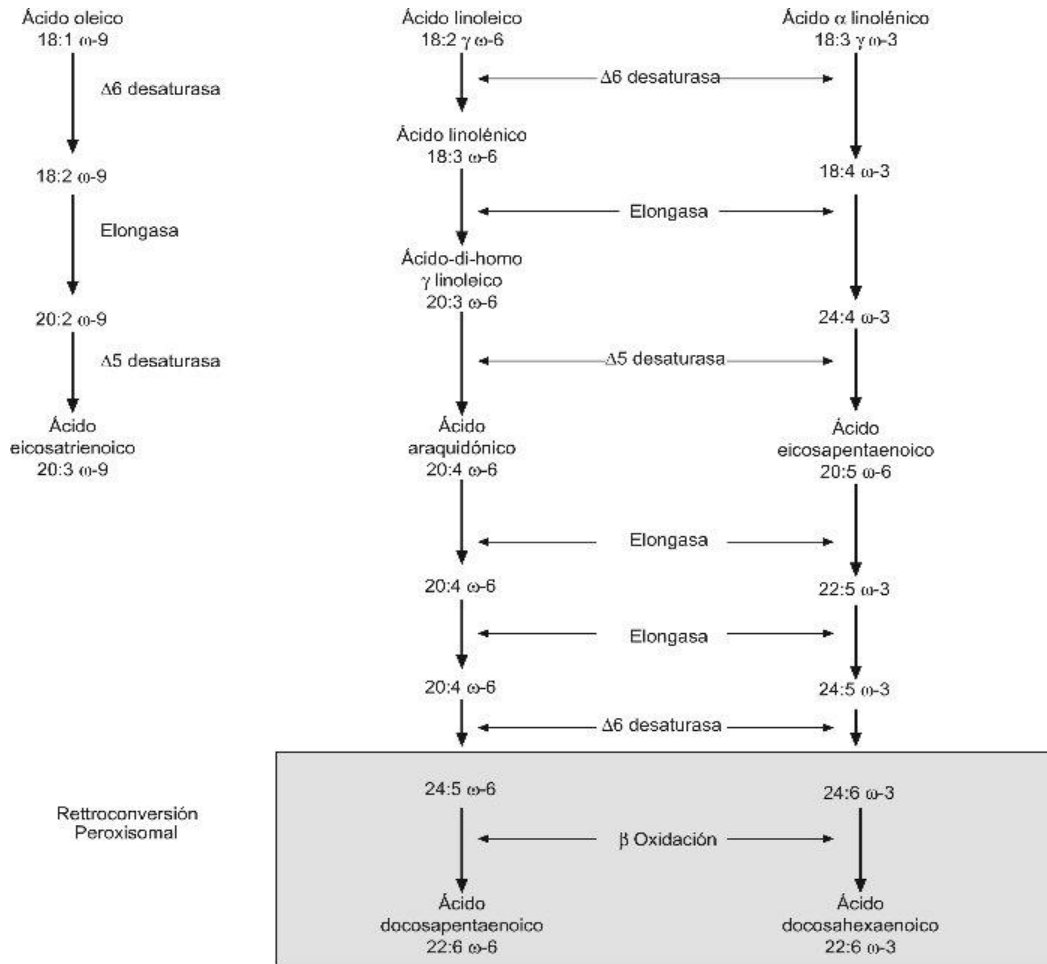 Ácido oleico
18:1 ω-9
Δ6 desaturasa
18:2 ω-9
Elongasa
20:2 ω-9
Δ5 desaturasa
Ácido
eicosatrienoico
20:3 ω-9
Ácido linoleico
18:2 γ ω-6
Ácido α linolénico
18:3 γ ω-3
Δ6 desaturasa
Ácido linolénico
18:3 ω-6
18:4 ω-3
Elongasa
Ácido-di-homo
γ linoleico
20:3 ω-6
24:4 ω-3
Δ5 desaturasa
Ácido
araquidónico
20:4 ω-6
Ácido
eicosapentaenoico
20:5 ω-6
Elongasa
20:4 ω-6
22:5 ω-3
Elongasa
20:4 ω-6
24:5 ω-3
Δ6 desaturasa
Rettroconversión
Peroxisomal
24:5 ω-6
24:6 ω-3
β Oxidación
Ácido
docosapentaenoico
22:6 ω-6
Ácido
docosahexaenoico
22:6 ω-3